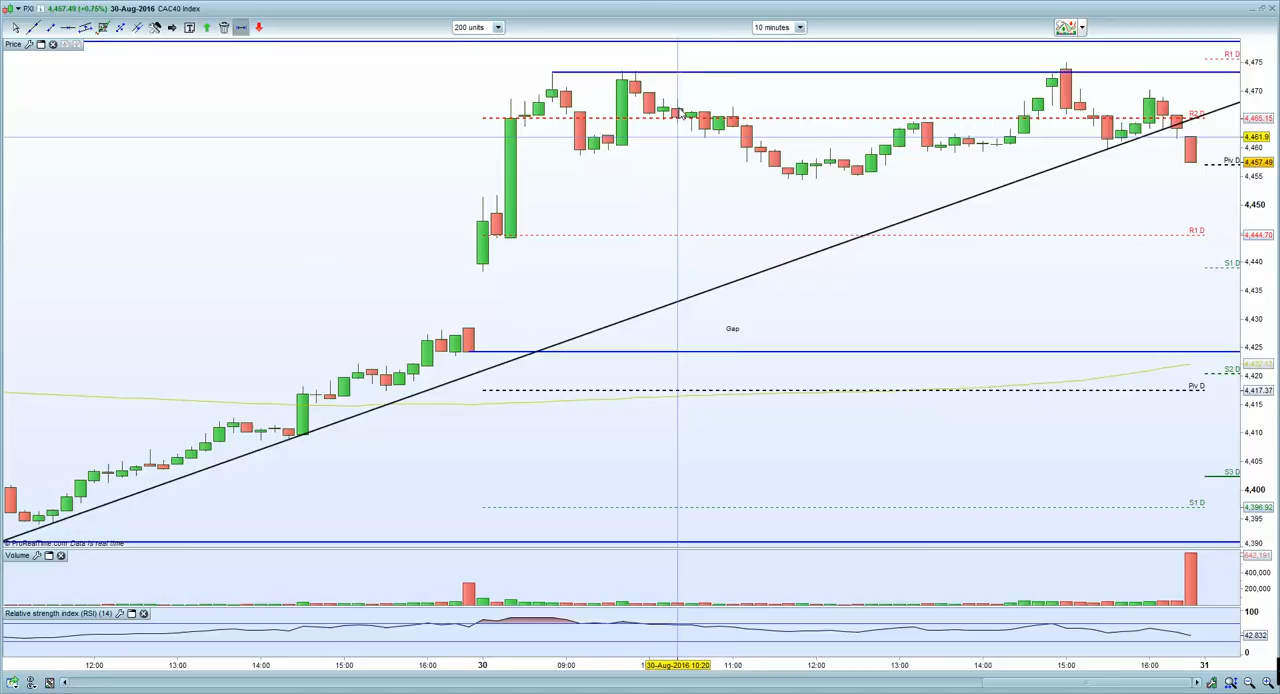 PXI 4,457.49 (+0.75%) 30-Aug-2016 CAC40 Index
200 units
10 minutes
Price
R1 D
4,475
4,470
R2 D
4,465.15
4,461.9
4,460
Piv D
4,457.49
4,455
4,450
R1 D
4,444.70
S1 D
4,440
4,435
Gap
4,430
4,425
4,422.13
S2 D
4,420
Piv D
4,417.37
4,415
4,410
4,405
S3 D
4,400
S1 D
4,396.92
4,395
4,390
© ProRealTime.com Data is real time
Volume
642,191
400,000
200,000
Relative strength index (RSI) (14)
100
42.832
0
12:00 13:00 14:00 15:00 16:00 30 09:00 30-Aug-2016 10:20 11:00 12:00 13:00 14:00 15:00 16:00 31